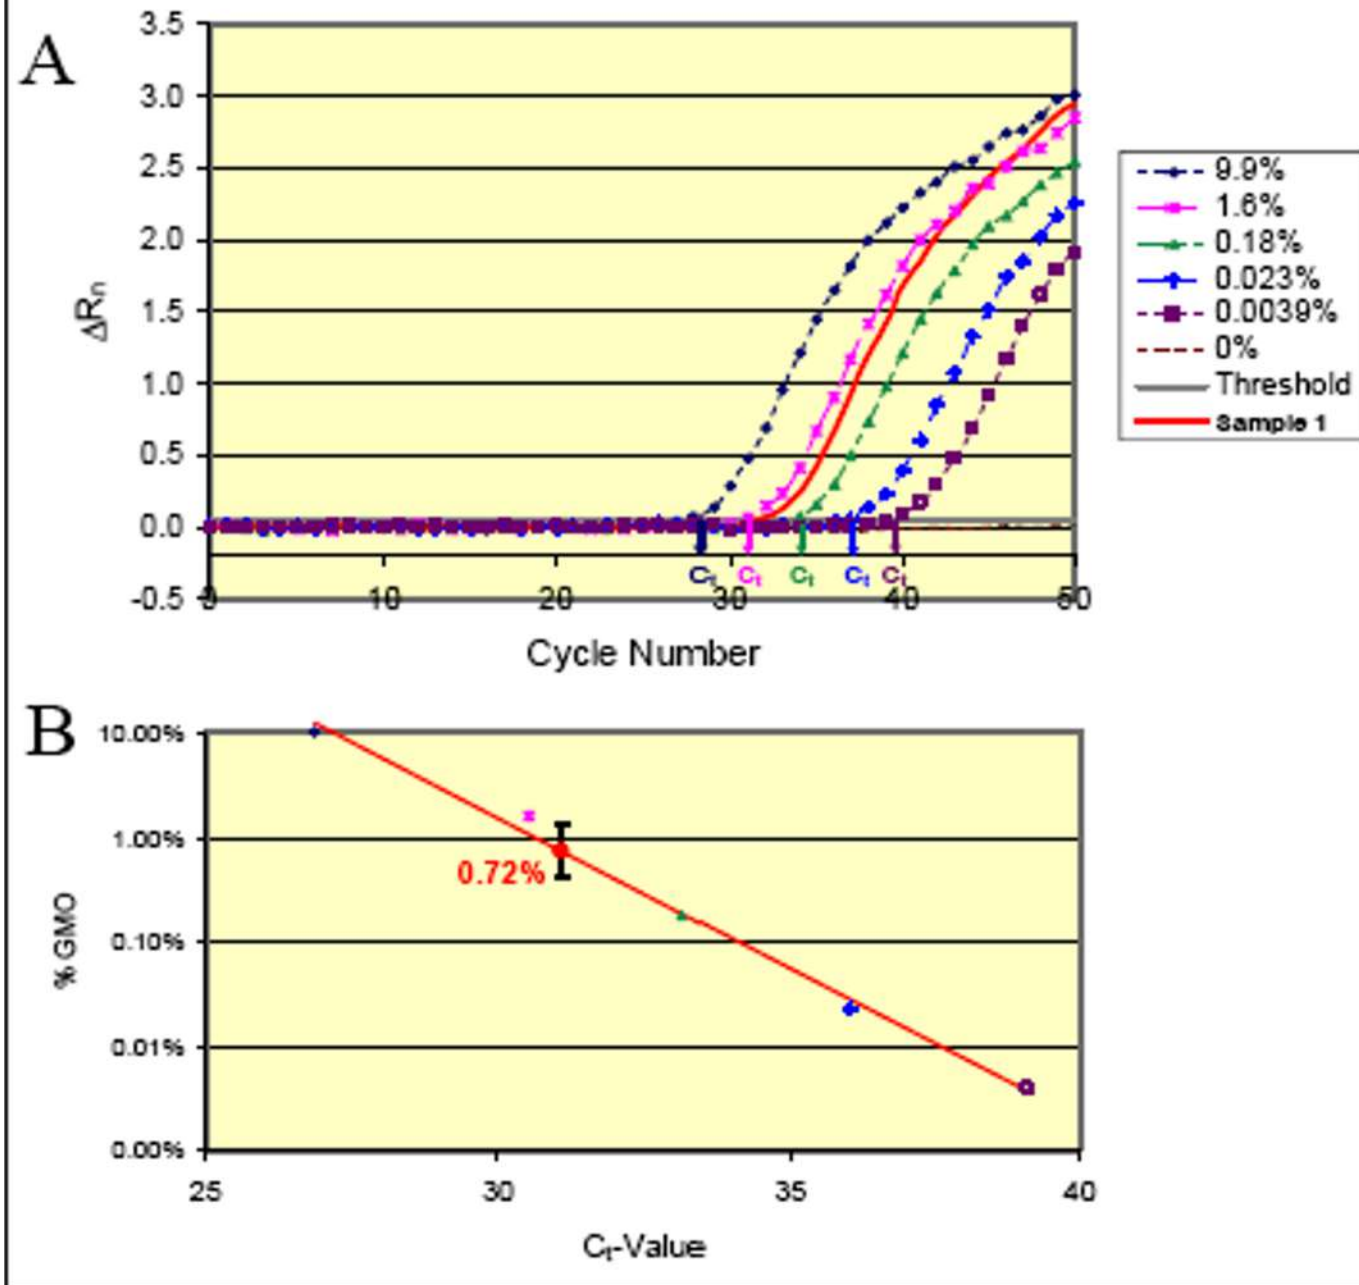 A
3.5
3.0
2.5
2.0
1.5
1.0
0.5
0.0
-0.5
ΔRn
Ct Ct Ct Ct Ct
0 10 20 30 40 50
Cycle Number
9.9%
1.6%
0.18%
0.023%
0.0039%
0%
Threshold
Sample 1
B
10.00%
1.00%
0.10%
0.01%
0.00%
% GMO
0.72%
25 30 35 40
Ct-Value